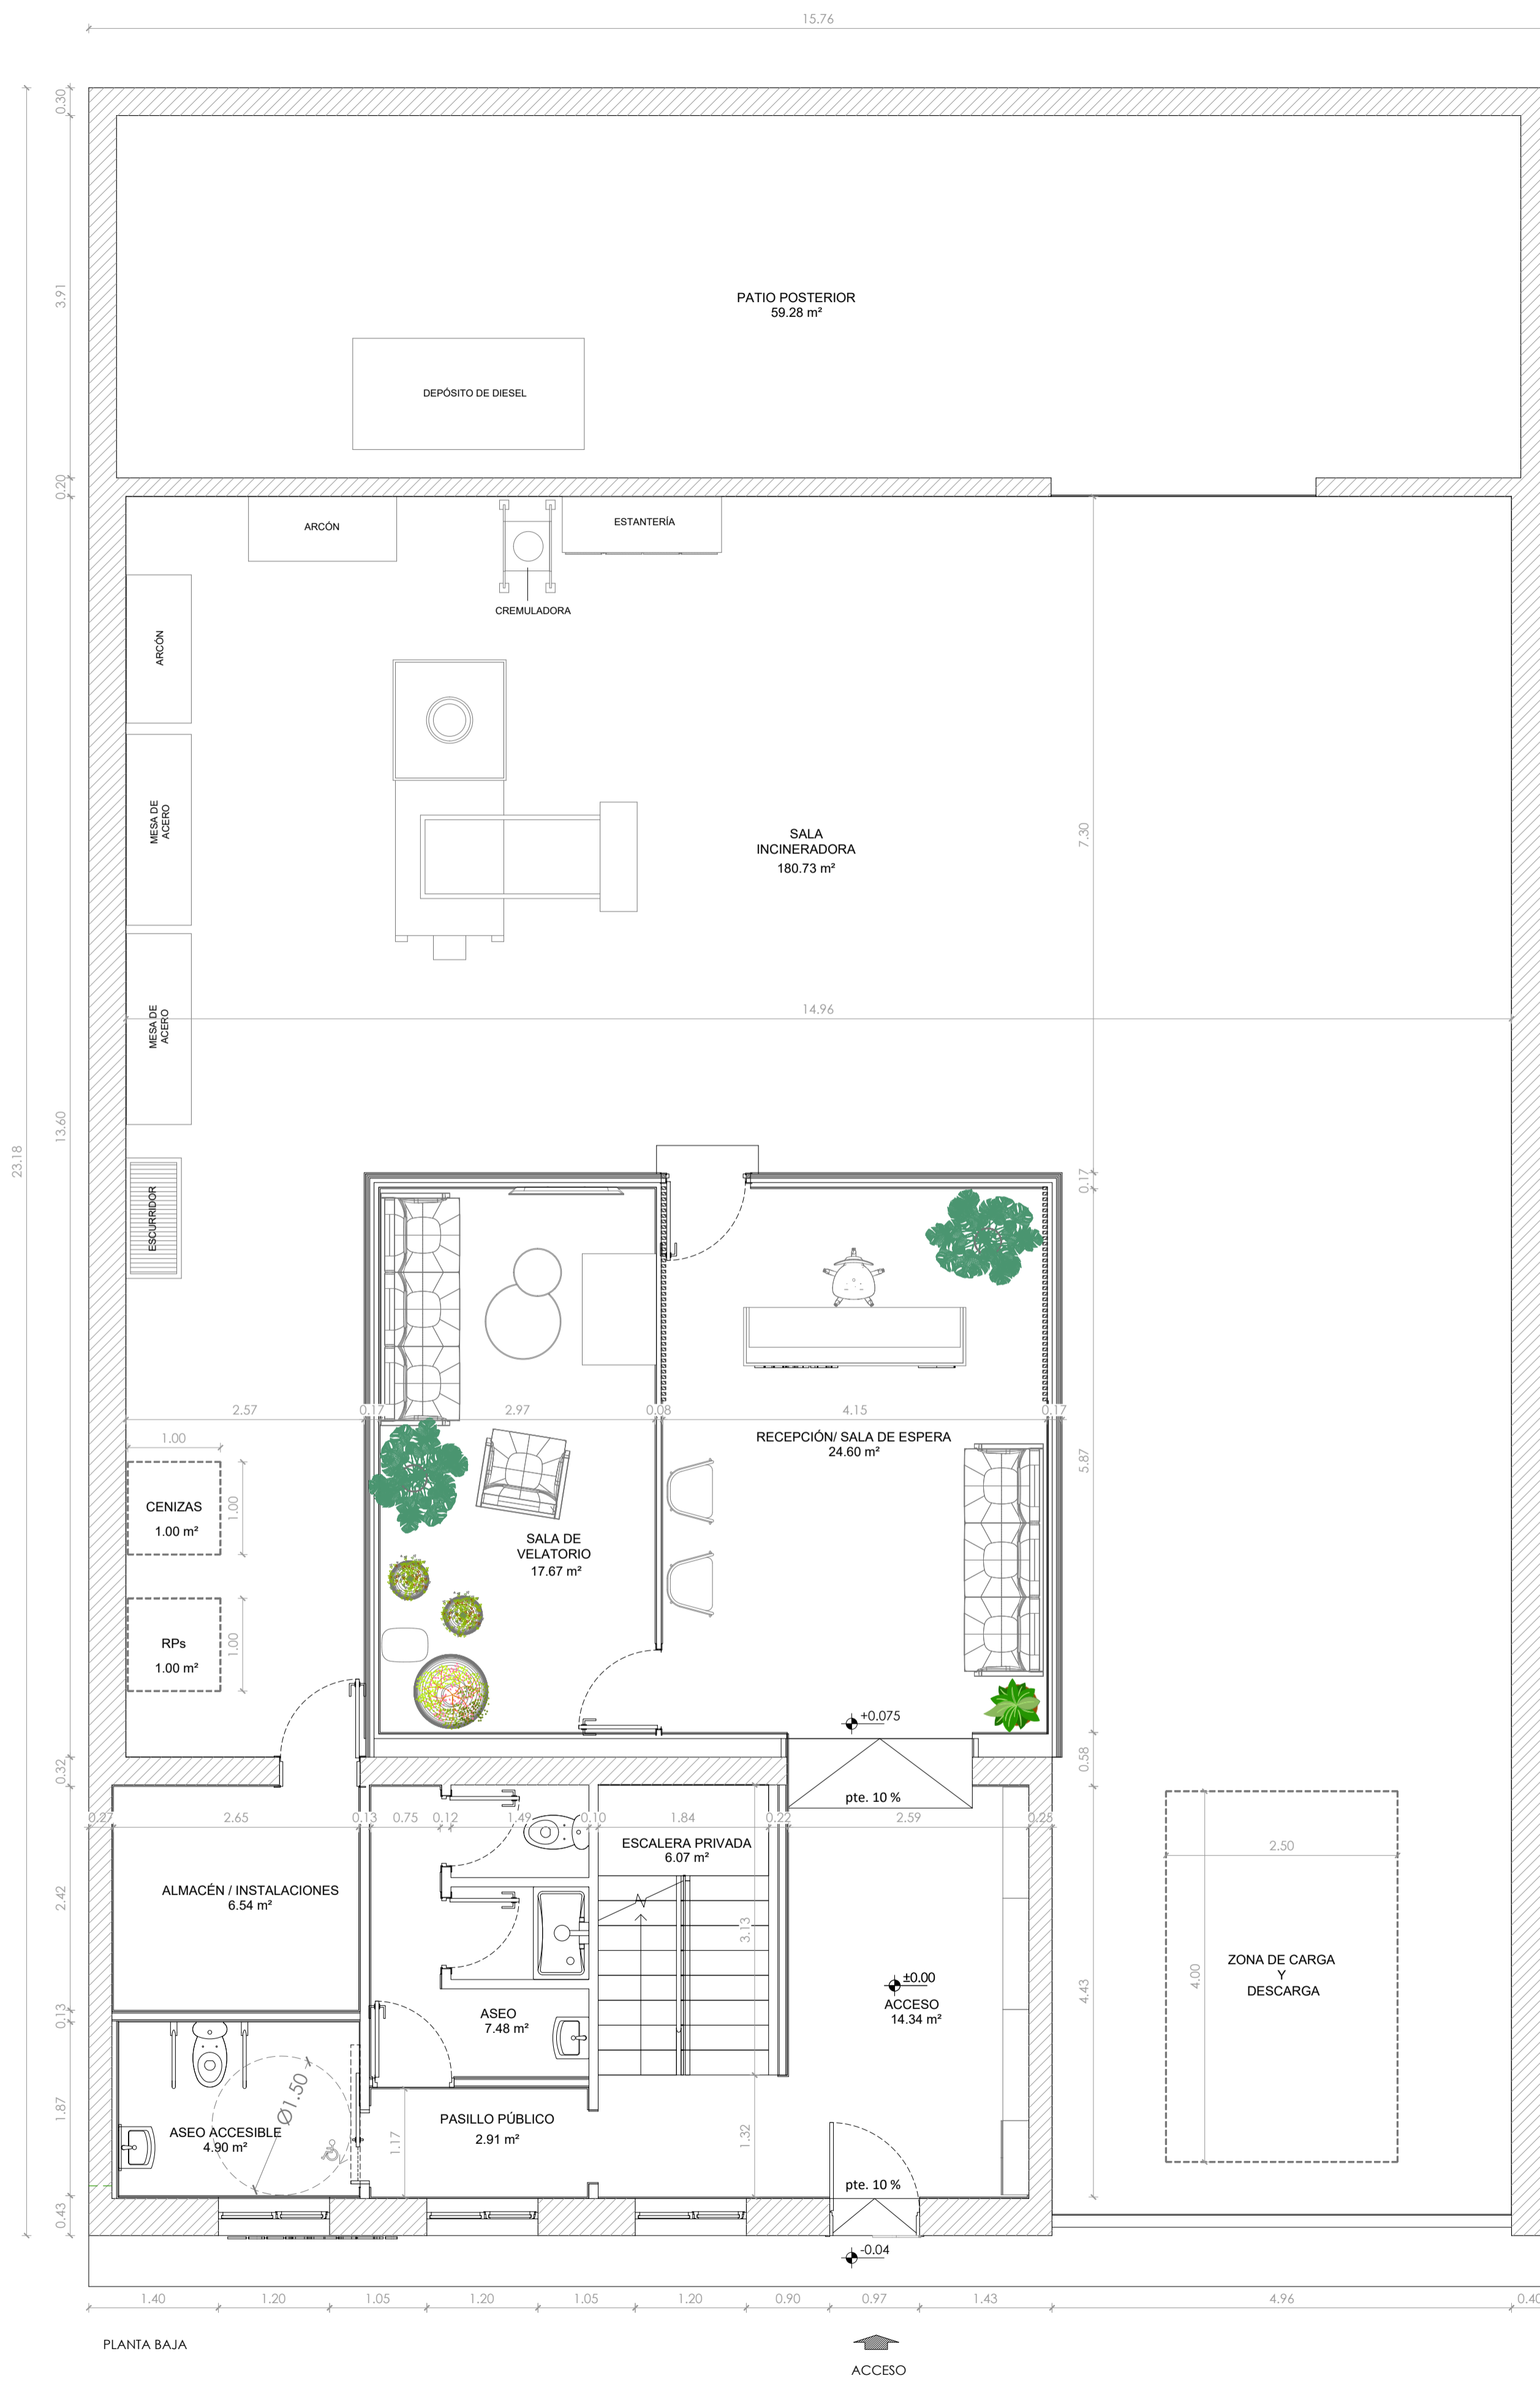 15.76
0.30
3.91
PATIO POSTERIOR
59.28 m²
DEPÓSITO DE DIESEL
0.20
ARCÓN
ESTANTERÍA
CREMULADORA
ARCÓN
MESA DE
ACERO
SALA
INCINERADORA
180.73 m²
7.30
14.96
MESA DE
ACERO
13.60
23.18
ESCURRIDOR
0.17
2.57
0.17
2.97
0.08
4.15
0.17
1.00
RECEPCIÓN/ SALA DE ESPERA
24.60 m²
5.87
CENIZAS
1.00 m²
1.00
SALA DE
VELATORIO
17.67 m²
RPs
1.00 m²
1.00
+0.075
0.32
0.58
pte. 10 %
0.27
2.65
0.13
0.75
0.12
1.49
0.10
1.84
0.22
2.59
0.25
ESCALERA PRIVADA
6.07 m²
2.50
ALMACÉN / INSTALACIONES
6.54 m²
2.42
3.13
ZONA DE CARGA
Y
DESCARGA
4.00
±0.00
ACCESO
14.34 m²
4.43
ASEO
7.48 m²
0.13
1.87
Ø1.50
ASEO ACCESIBLE
4.90 m²
PASILLO PÚBLICO
2.91 m²
1.17
1.32
pte. 10 %
0.43
-0.04
1.40
1.20
1.05
1.20
1.05
1.20
0.90
0.97
1.43
4.96
0.40
PLANTA BAJA
ACCESO